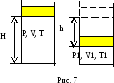 H
P, V, T
h
P1, V1, T1
Рис. 7